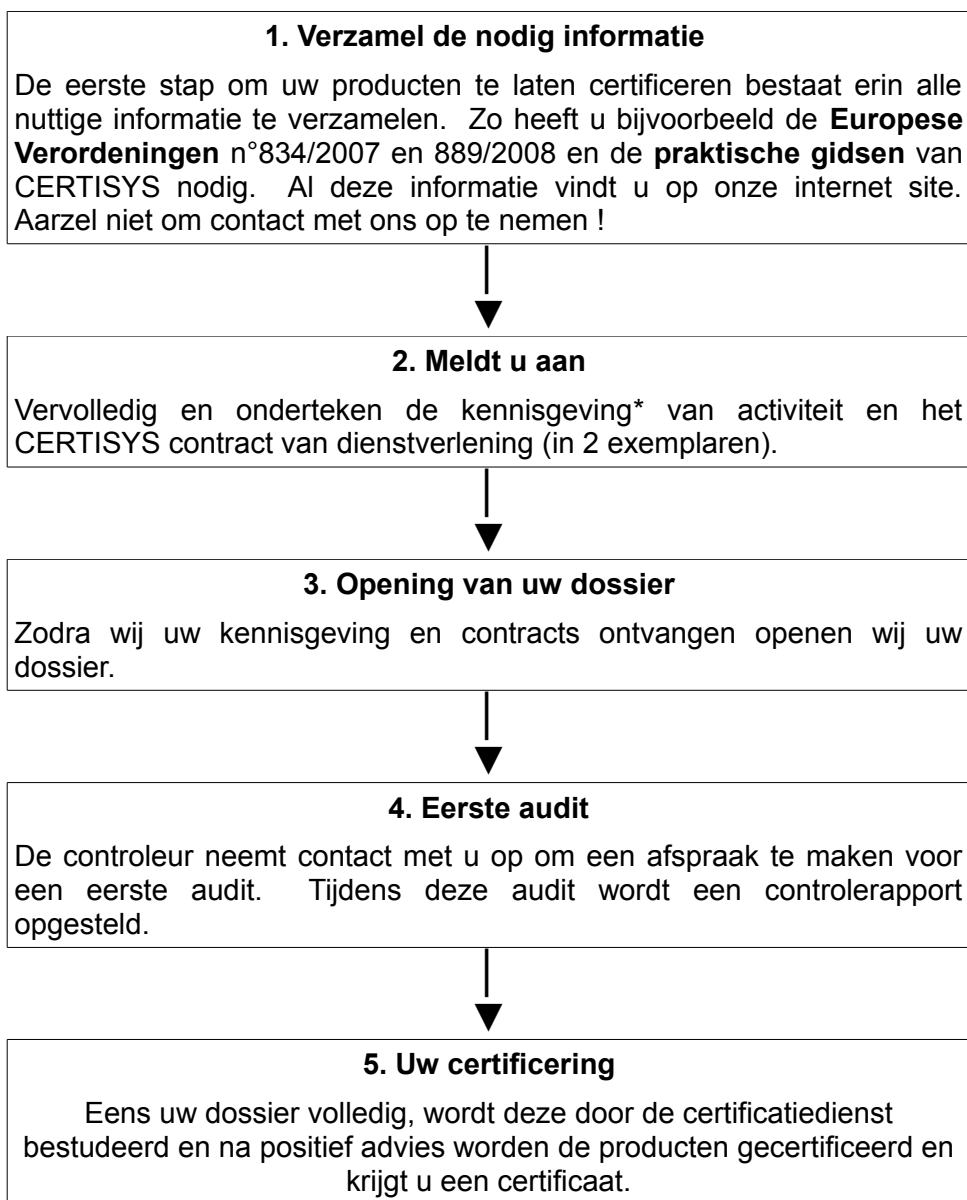 1. Verzamel de nodig informatie
De eerste stap om uw producten te laten certificeren bestaat erin alle
nuttige informatie te verzamelen. Zo heeft u bijvoorbeeld de Europese
Verordeningen n°834/2007 en 889/2008 en de praktische gidsen van
CERTISYS nodig. Al deze informatie vindt u op onze internet site.
Aarzel niet om contact met ons op te nemen !
2. Meldt u aan
Vervolledig en onderteken de kennisgeving* van activiteit en het
CERTISYS contract van dienstverlening (in 2 exemplaren).
3. Opening van uw dossier
Zodra wij uw kennisgeving en contracts ontvangen openen wij uw
dossier.
4. Eerste audit
De controleur neemt contact met u op om een afspraak te maken voor
een eerste audit. Tijdens deze audit wordt een controlerapport
opgesteld.
5. Uw certificering
Eens uw dossier volledig, wordt deze door de certificatiedienst
bestudeerd en na positief advies worden de producten gecertificeerd en
krijgt u een certificaat.